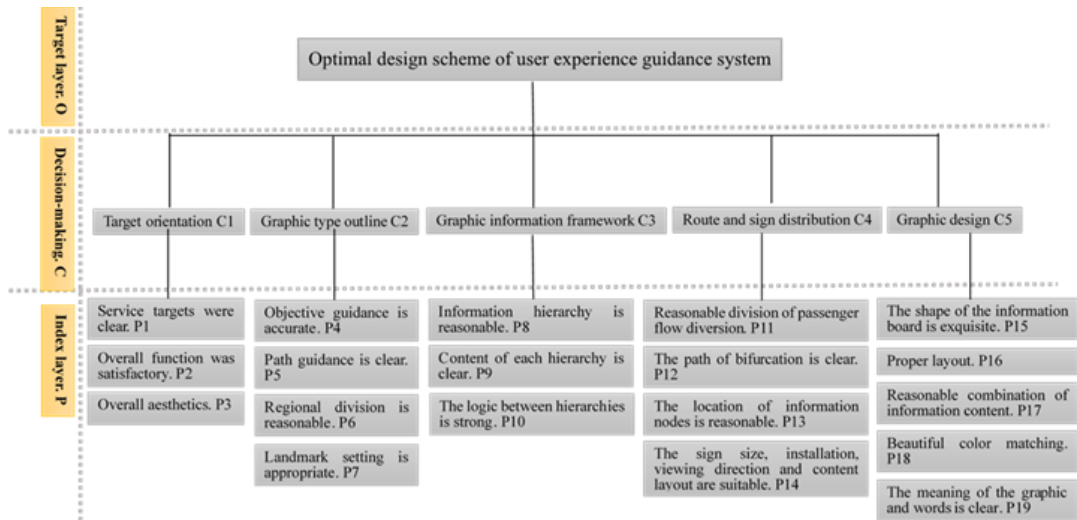 Target layer. O
Optimal design scheme of user experience guidance system
Decision-making. C
Target orientation C1
Graphic type outline C2
Graphic information framework C3
Route and sign distribution C4
Graphic design C5
Index layer. P
Service targets were
clear. P1
Overall function was
satisfactory. P2
Overall aesthetics. P3
Objective guidance is
accurate. P4
Path guidance is clear.
P5
Regional division is
reasonable. P6
Landmark setting is
appropriate. P7
Information hierarchy is
reasonable. P8
Content of each hierarchy is
clear. P9
The logic between hierarchies
is strong. P10
Reasonable division of passenger
flow diversion. P11
The path of bifurcation is clear.
P12
The location of information
nodes is reasonable. P13
The sign size, installation,
viewing direction and content
layout are suitable. P14
The shape of the information
board is exquisite. P15
Proper layout. P16
Reasonable combination of
information content. P17
Beautiful color matching.
P18
The meaning of the graphic
and words is clear. P19